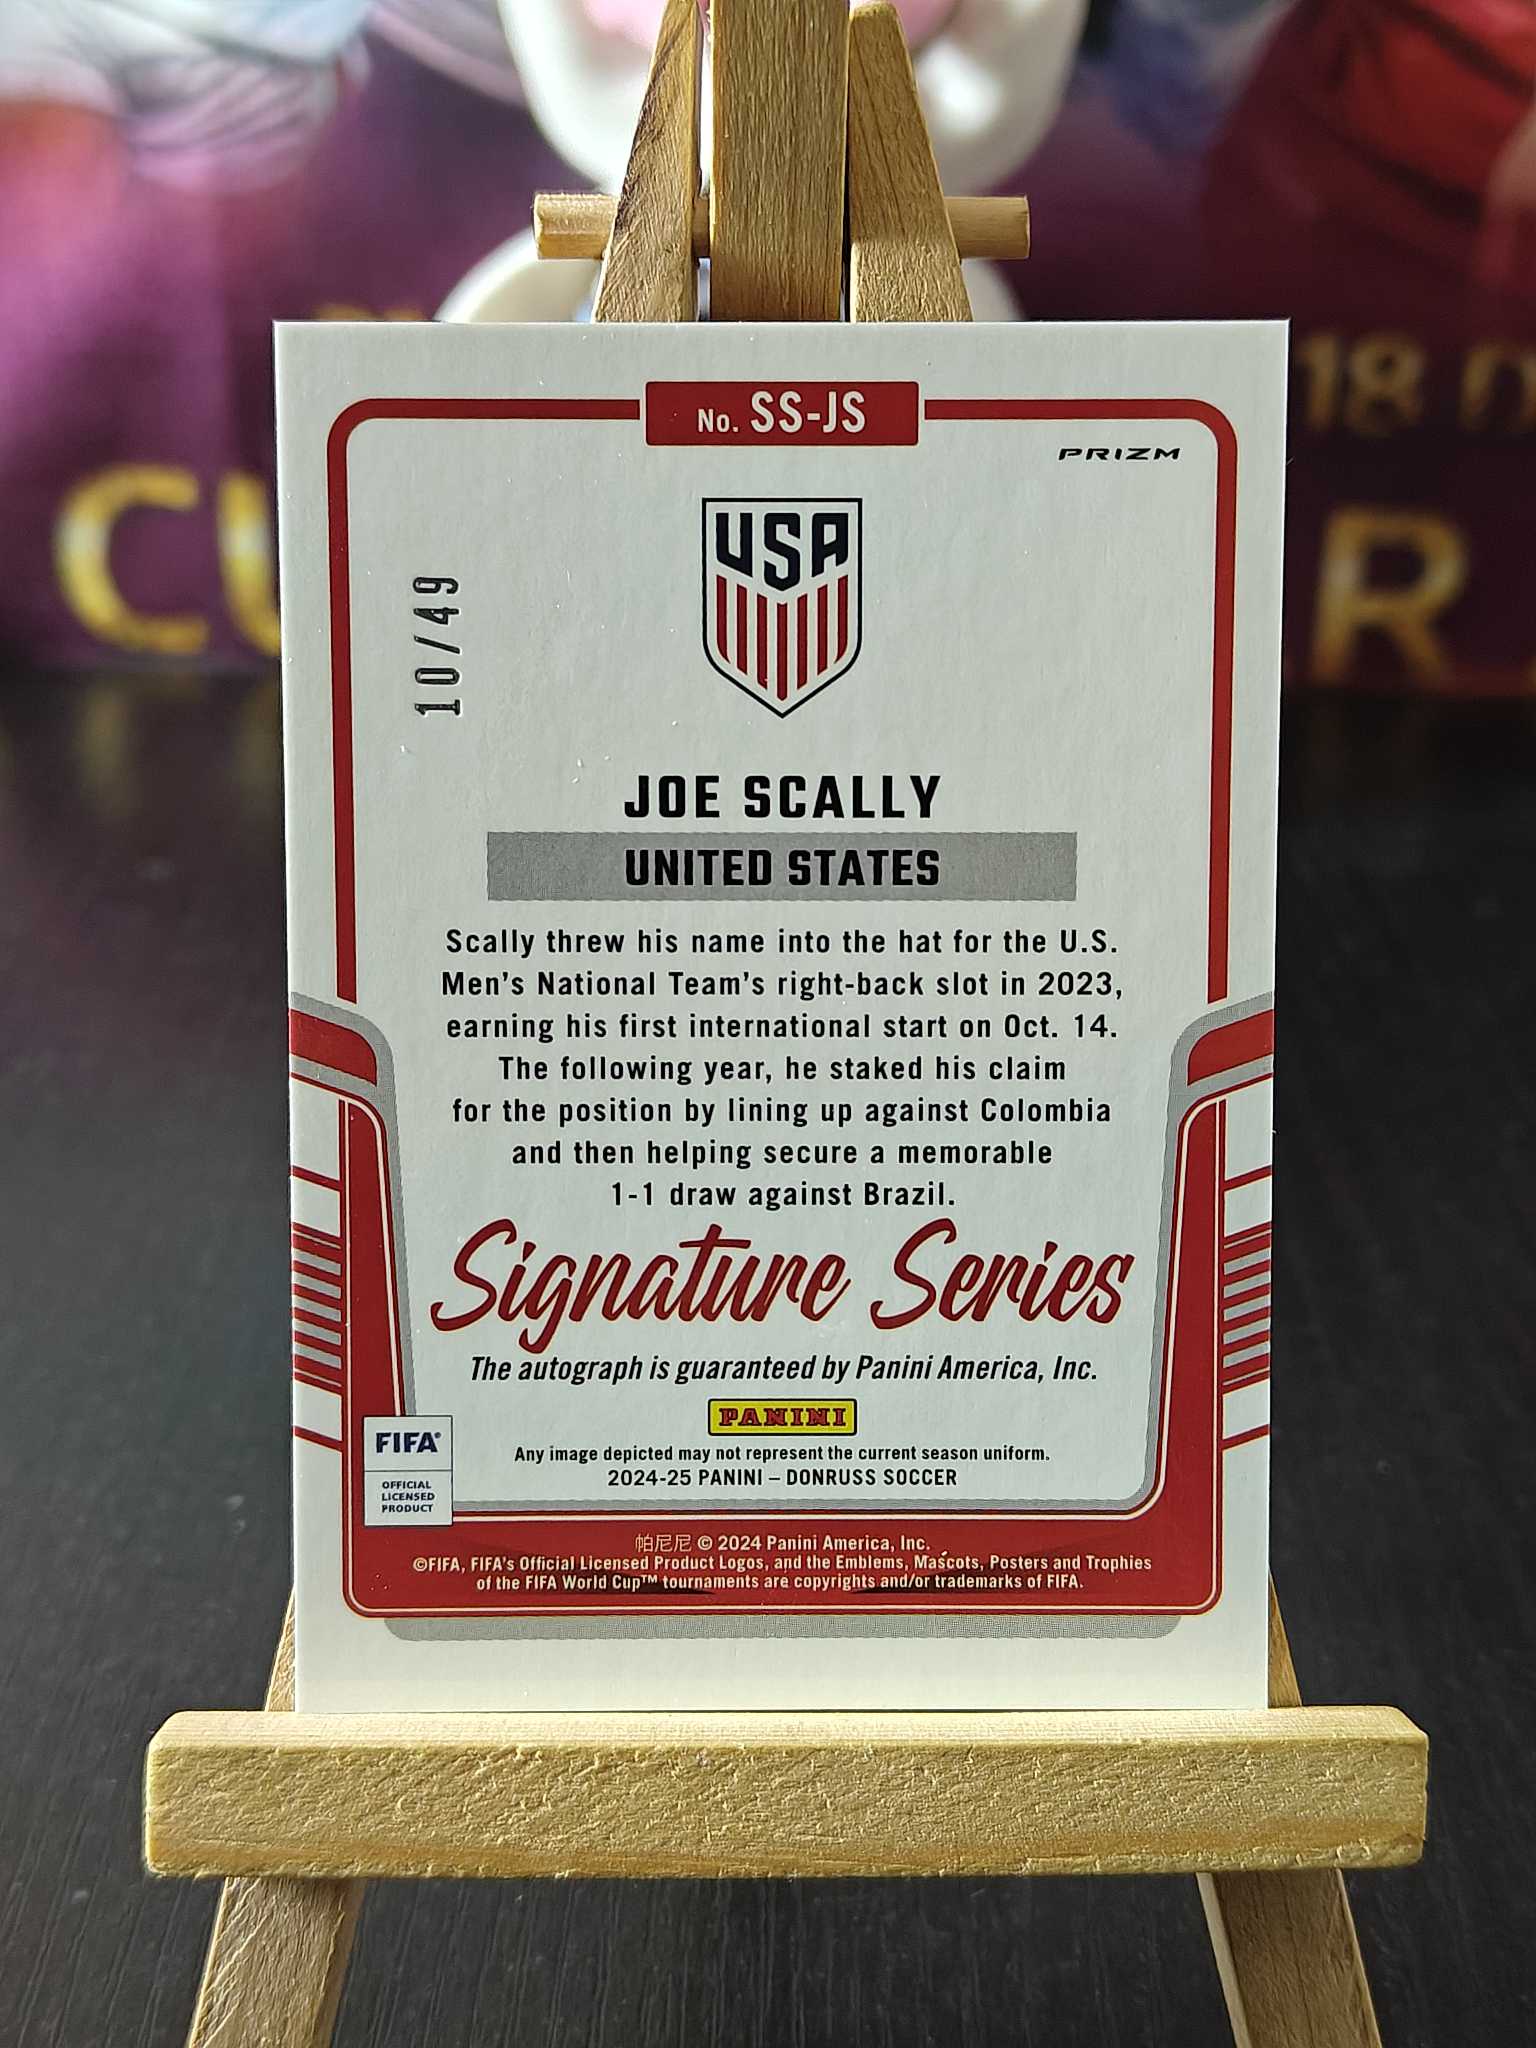 No. SS-JS
PRIZM
USA
10/49
JOE SCALLY
UNITED STATES
Scally threw his name into the hat for the U.S.
Men's National Team's right-back slot in 2023,
earning his first international start on Oct. 14.
The following year, he staked his claim
for the position by lining up against Colombia
and then helping secure a memorable
1-1 draw against Brazil.
Signature Series
The autograph is guaranteed by Panini America, Inc.
PANINI
Any image depicted may not represent the current season uniform.
2024-25 PANINI – DONRUSS SOCCER
FIFA®
OFFICIAL
LICENSED
PRODUCT
帕尼尼 © 2024 Panini America, Inc.
©FIFA, FIFA's Official Licensed Product Logos, and the Emblems, Mascots, Posters and Trophies
of the FIFA World Cup™ tournaments are copyrights and/or trademarks of FIFA.